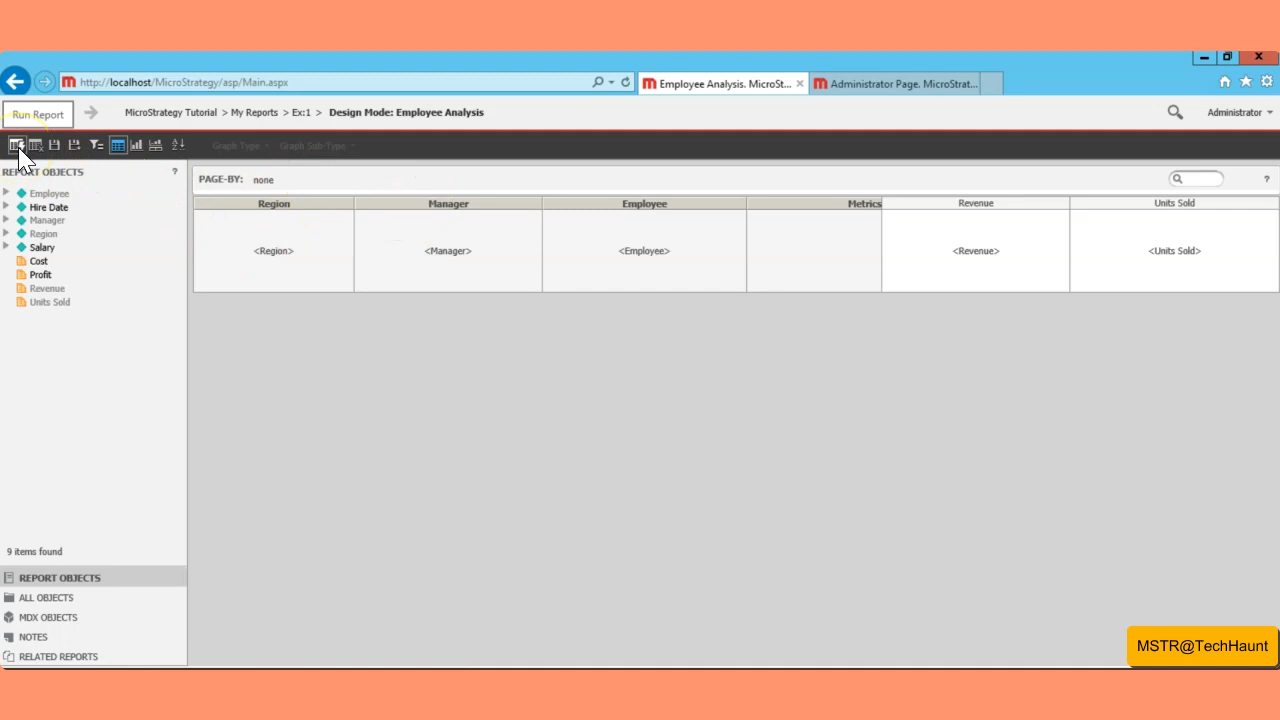 http://localhost/MicroStrategy/asp/Main.aspx
Employee Analysis. MicroSt...
Administrator Page. MicroStrat...
Run Report
MicroStrategy Tutorial > My Reports > Ex:1 > Design Mode: Employee Analysis
Administrator
Graph Type
Graph Sub-Type
REPORT OBJECTS
?
PAGE-BY: none
?
Employee
Hire Date
Manager
Region
Salary
Cost
Profit
Revenue
Units Sold
Region
Manager
Employee
Metrics
Revenue
Units Sold
<Region>
<Manager>
<Employee>
<Revenue>
<Units Sold>
9 items found
REPORT OBJECTS
ALL OBJECTS
MDX OBJECTS
NOTES
RELATED REPORTS
MSTR@TechHaunt